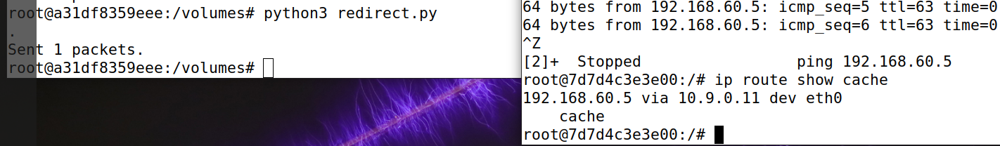 root@a31df8359eee:/volumes# python3 redirect.py
.
Sent 1 packets.
root@a31df8359eee:/volumes#
64 bytes from 192.168.60.5: icmp_seq=5 ttl=63 time=0
64 bytes from 192.168.60.5: icmp_seq=6 ttl=63 time=0
^Z
[2]+  Stopped                 ping 192.168.60.5
root@7d7d4c3e3e00:/# ip route show cache
192.168.60.5 via 10.9.0.11 dev eth0
    cache
root@7d7d4c3e3e00:/#